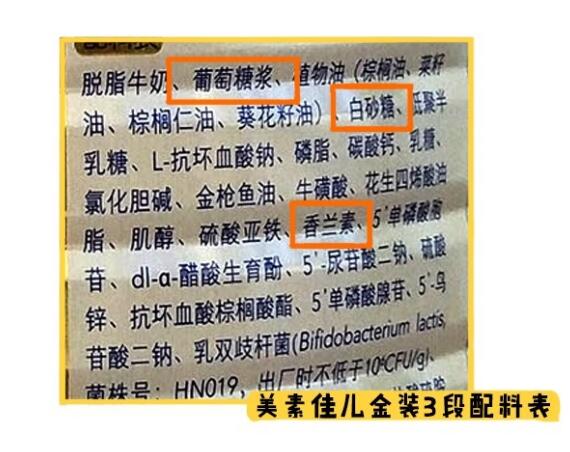 配料表
脱脂牛奶、葡萄糖浆、植物油（棕榈油、菜籽
油、棕榈仁油、葵花籽油）、白砂糖、低聚半
乳糖、L-抗坏血酸钠、磷脂、碳酸钙、乳糖、
氯化胆碱、金枪鱼油、牛磺酸、花生四烯酸油
脂、肌醇、硫酸亚铁、香兰素、5'单磷酸胞
苷、dl-α-醋酸生育酚、5'-尿苷酸二钠、硫酸
锌、抗坏血酸棕榈酸酯、5'单磷酸腺苷、5'-鸟
苷酸二钠、乳双歧杆菌(Bifidobacterium lactis,
菌株号：HN019，出厂时不低于10⁶CFU/g)、
美素佳儿金装3段配料表